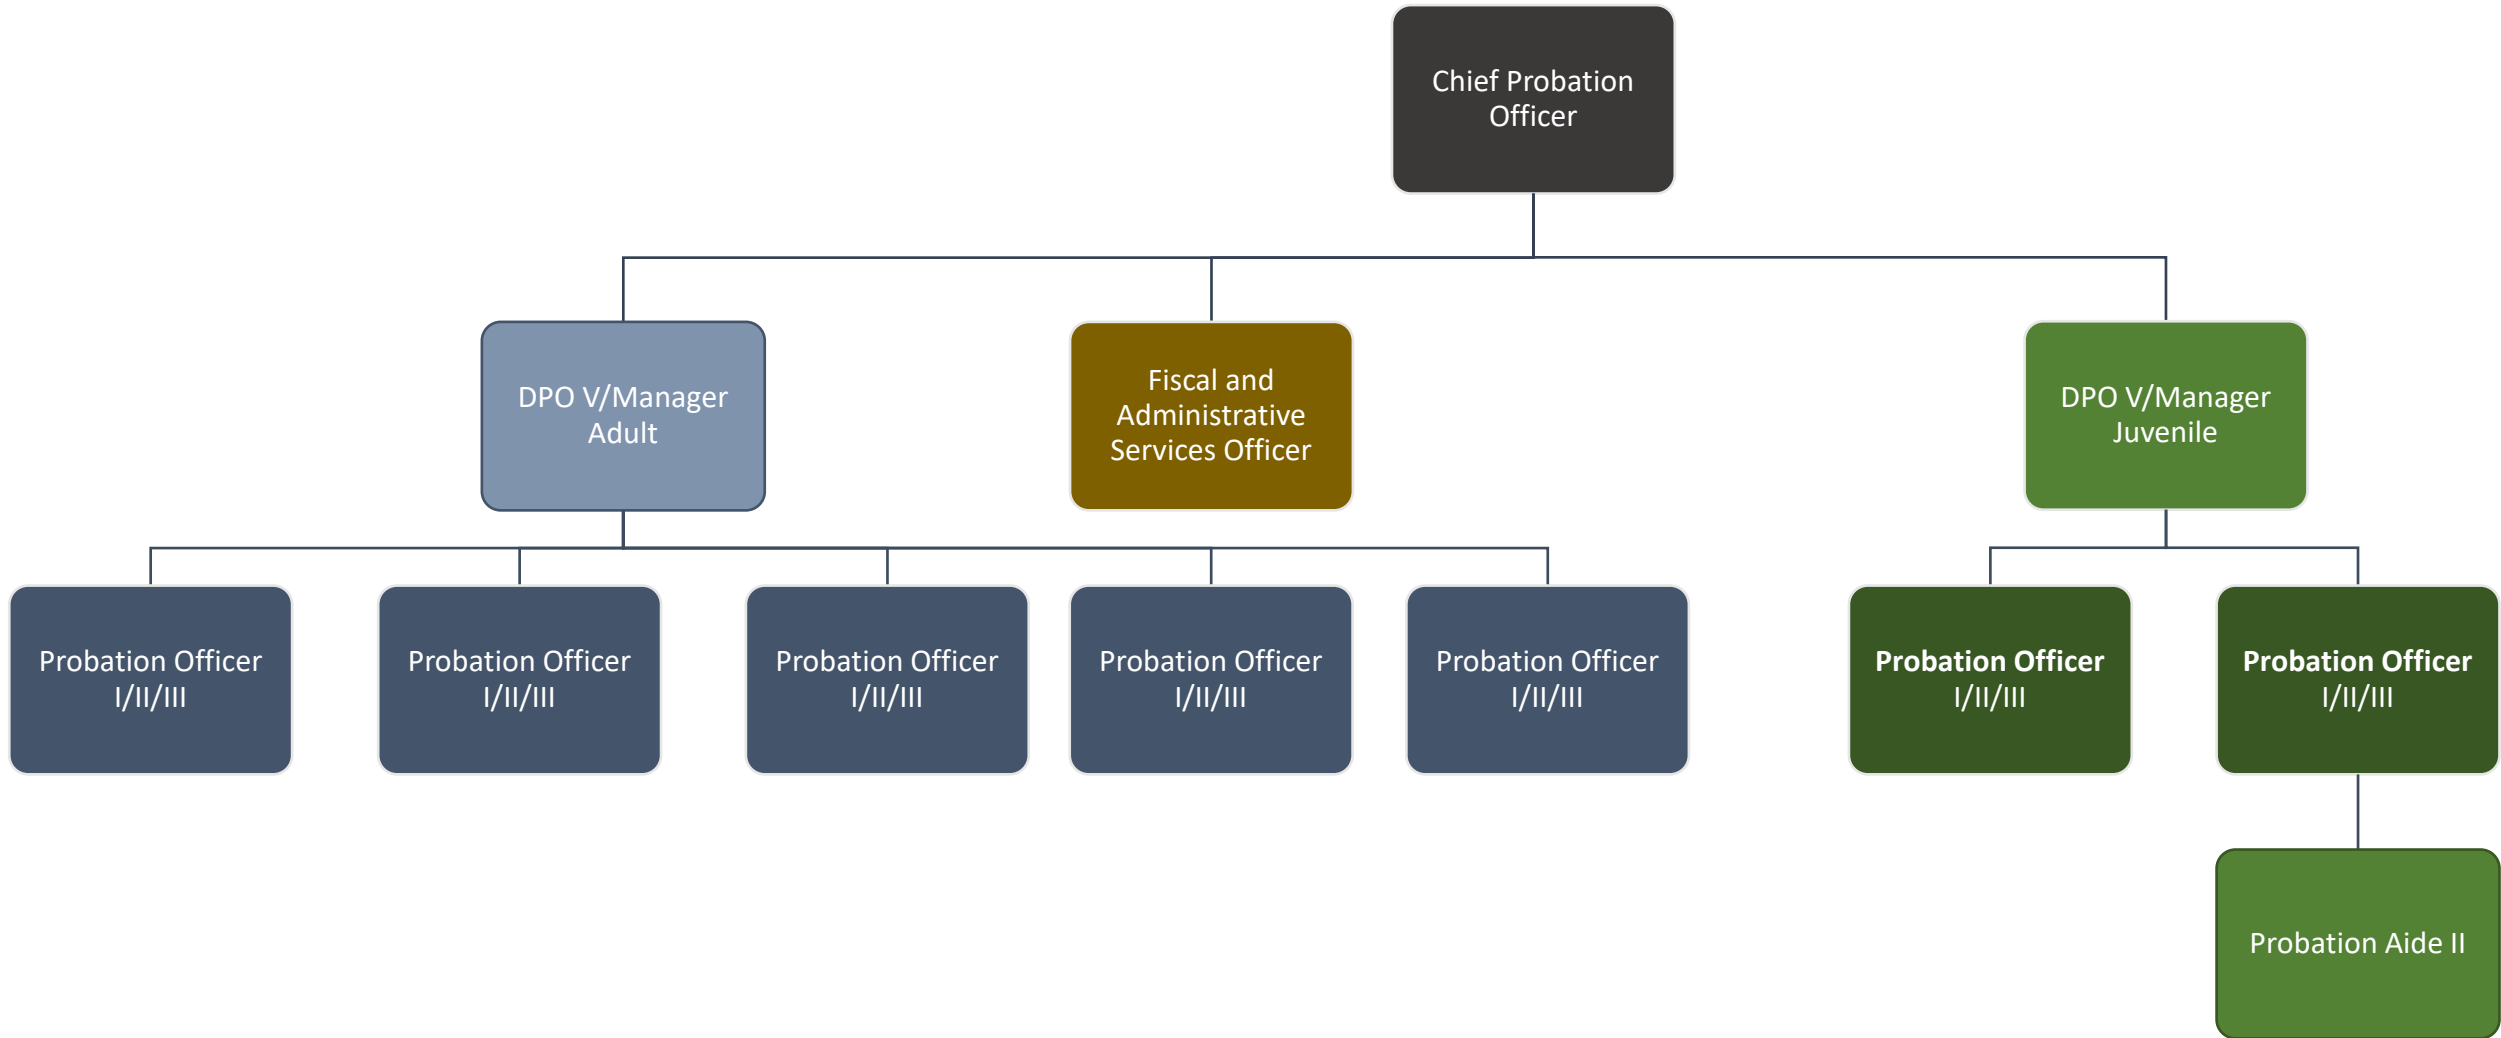 Chief Probation
Officer
DPO V/Manager
Adult
Fiscal and
Administrative
Services Officer
DPO V/Manager
Juvenile
Probation Officer
I/II/III
Probation Officer
I/II/III
Probation Officer
I/II/III
Probation Officer
I/II/III
Probation Officer
I/II/III
Probation Officer
I/II/III
Probation Officer
I/II/III
Probation Aide II